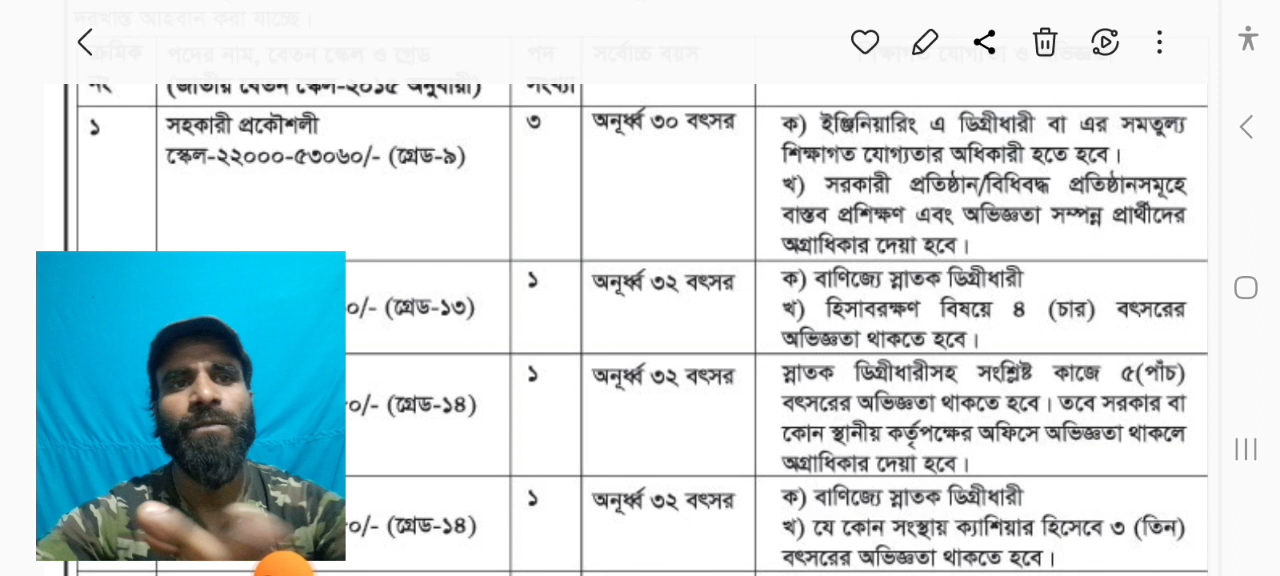 দরখাস্ত আহবান করা যাচ্ছে।
ক্রমিক নং
পদের নাম, বেতন স্কেল ও গ্রেড
(জাতীয় বেতন স্কেল-২০১৫ অনুযায়ী)
পদ সংখ্যা
সর্বোচ্চ বয়স
শিক্ষাগত যোগ্যতা ও অভিজ্ঞতা
১
সহকারী প্রকৌশলী
স্কেল-২২০০০-৫৩০৬০/- (গ্রেড-৯)
৩
অনূর্ধ্ব ৩০ বৎসর
ক) ইঞ্জিনিয়ারিং এ ডিগ্রীধারী বা এর সমতুল্য
শিক্ষাগত যোগ্যতার অধিকারী হতে হবে।
খ) সরকারী প্রতিষ্ঠান/বিধিবদ্ধ প্রতিষ্ঠানসমূহে
বাস্তব প্রশিক্ষণ এবং অভিজ্ঞতা সম্পন্ন প্রার্থীদের
অগ্রাধিকার দেয়া হবে।
০/- (গ্রেড-১৩)
১
অনূর্ধ্ব ৩২ বৎসর
ক) বাণিজ্যে স্নাতক ডিগ্রীধারী
খ) হিসাবরক্ষণ বিষয়ে ৪ (চার) বৎসরের
অভিজ্ঞতা থাকতে হবে।
০/- (গ্রেড-১৪)
১
অনূর্ধ্ব ৩২ বৎসর
স্নাতক ডিগ্রীধারীসহ সংশ্লিষ্ট কাজে ৫(পাঁচ)
বৎসরের অভিজ্ঞতা থাকতে হবে। তবে সরকার বা
কোন স্থানীয় কর্তৃপক্ষের অফিসে অভিজ্ঞতা থাকলে
অগ্রাধিকার দেয়া হবে।
০/- (গ্রেড-১৪)
১
অনূর্ধ্ব ৩২ বৎসর
ক) বাণিজ্যে স্নাতক ডিগ্রীধারী
খ) যে কোন সংস্থায় ক্যাশিয়ার হিসেবে ৩ (তিন)
বৎসরের অভিজ্ঞতা থাকতে হবে।